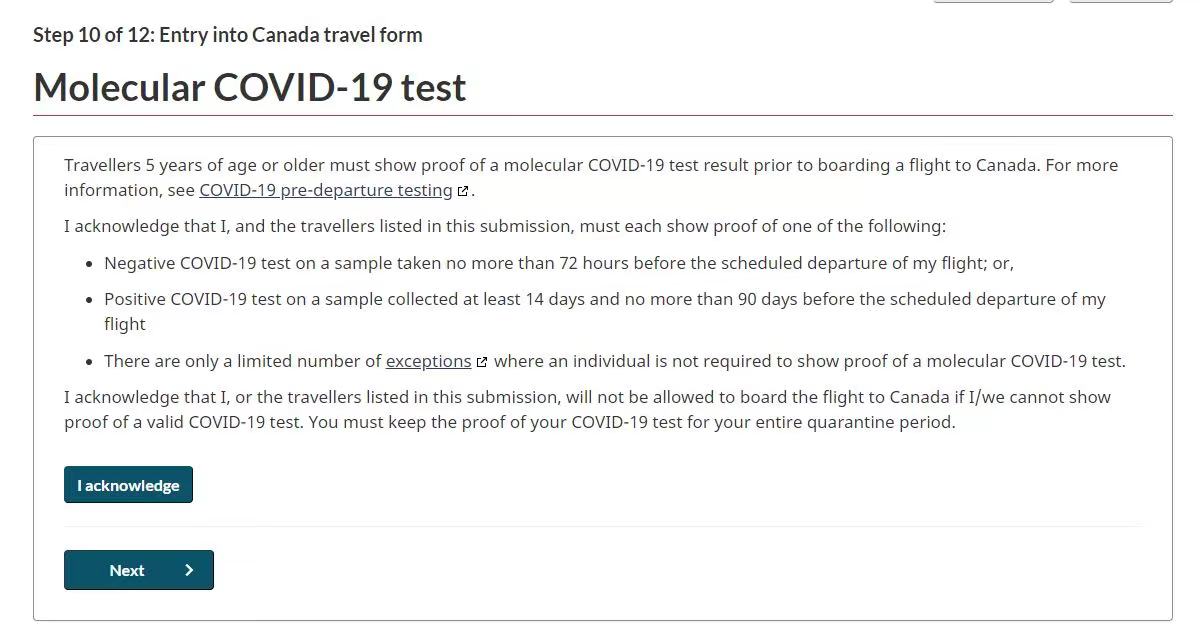 Step 10 of 12: Entry into Canada travel form
Molecular COVID-19 test
Travellers 5 years of age or older must show proof of a molecular COVID-19 test result prior to boarding a flight to Canada. For more
information, see COVID-19 pre-departure testing.
I acknowledge that I, and the travellers listed in this submission, must each show proof of one of the following:
• Negative COVID-19 test on a sample taken no more than 72 hours before the scheduled departure of my flight; or,
• Positive COVID-19 test on a sample collected at least 14 days and no more than 90 days before the scheduled departure of my
flight
• There are only a limited number of exceptions where an individual is not required to show proof of a molecular COVID-19 test.
I acknowledge that I, or the travellers listed in this submission, will not be allowed to board the flight to Canada if I/we cannot show
proof of a valid COVID-19 test. You must keep the proof of your COVID-19 test for your entire quarantine period.
I acknowledge
Next